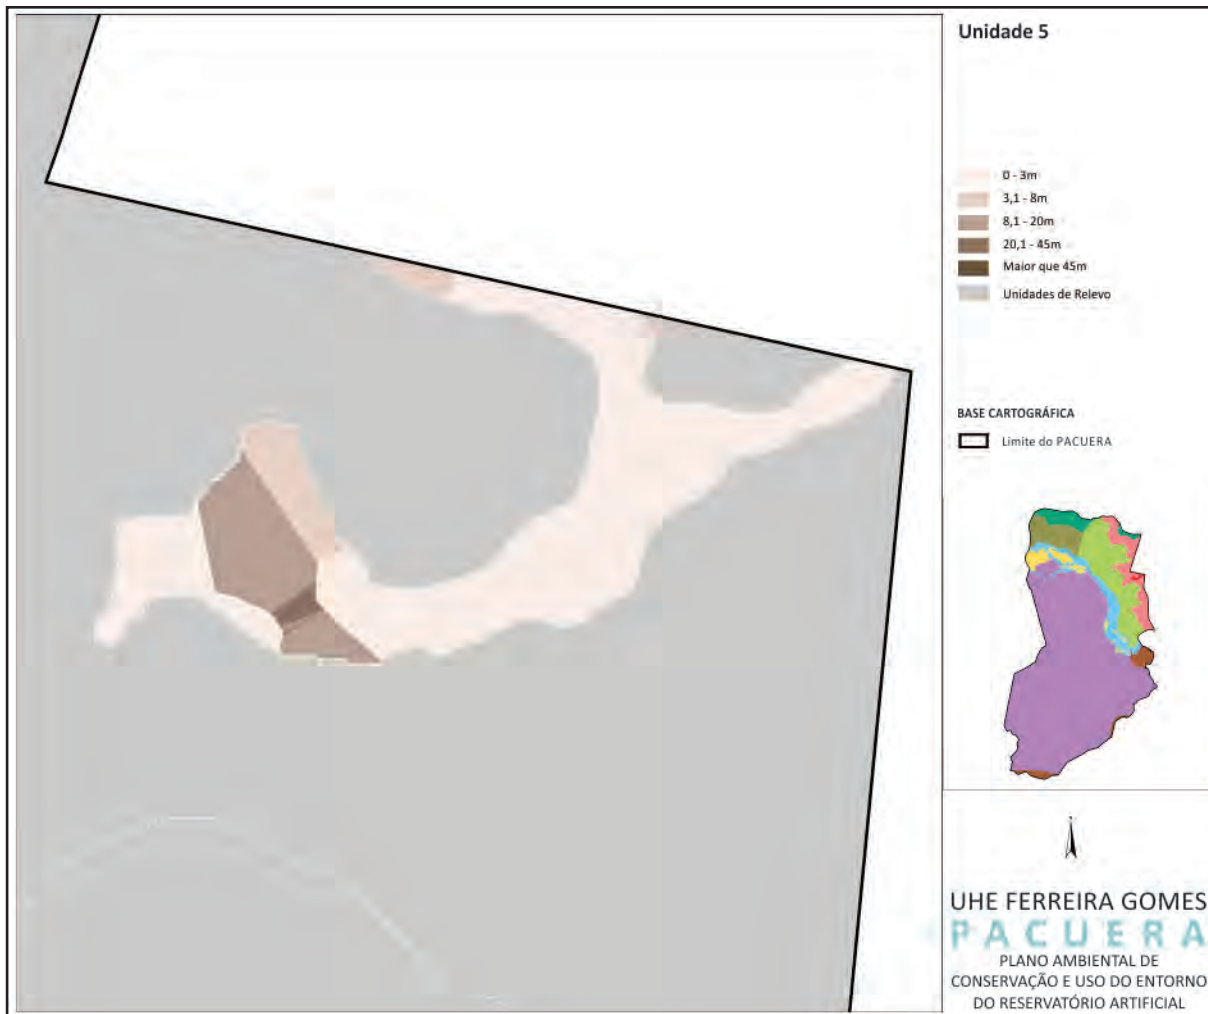 Unidade 5
0 - 3m
3,1 - 8m
8,1 - 20m
20,1 - 45m
Maior que 45m
Unidades de Relevo
BASE CARTOGRÁFICA
Limite do PACUERA
UHE FERREIRA GOMES
PACUERA
PLANO AMBIENTAL DE
CONSERVAÇÃO E USO DO ENTORNO
DO RESERVATÓRIO ARTIFICIAL